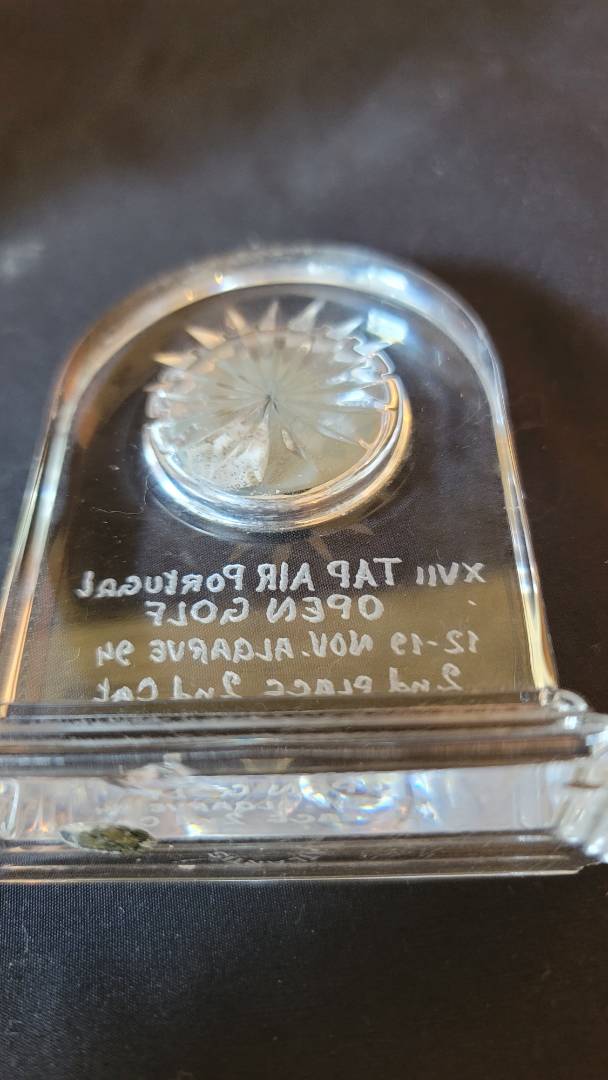 XVII TAP AIR PORTUGAL
OPEN GOLF
12-19 NOV. ALGARVE 94
2nd PLACE 2nd Cat